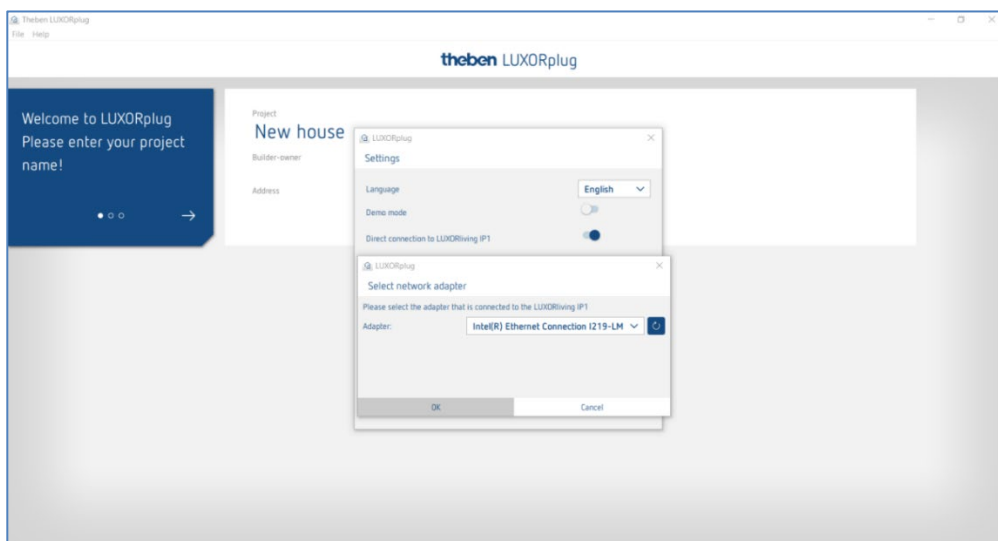 Theben LUXORplug
File Help
theben LUXORplug
Welcome to LUXORplug
Please enter your project
name!
Project
New house
Builder-owner
Address
LUXORplug
Settings
Language
English
Demo mode
Direct connection to LUXORliving IP1
LUXORplug
Select network adapter
Please select the adapter that is connected to the LUXORliving IP1
Adapter:
Intel(R) Ethernet Connection I219-LM
OK
Cancel